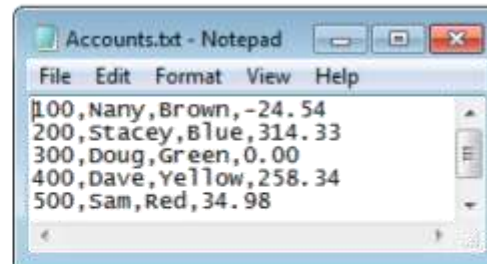 Accounts.txt - Notepad
File Edit Format View Help
100,Nany,Brown,-24.54
200,Stacey,Blue,314.33
300,Doug,Green,0.00
400,Dave,Yellow,258.34
500,Sam,Red,34.98